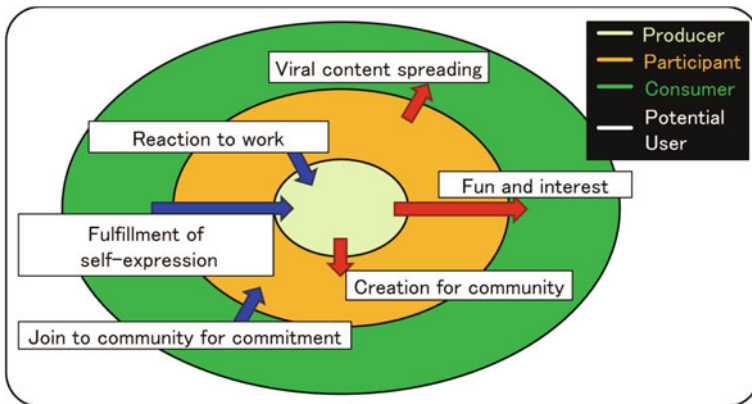 Producer
Participant
Consumer
Potential
User
Viral content spreading
Reaction to work
Fun and interest
Fulfillment of
self-expression
Creation for community
Join to community for commitment